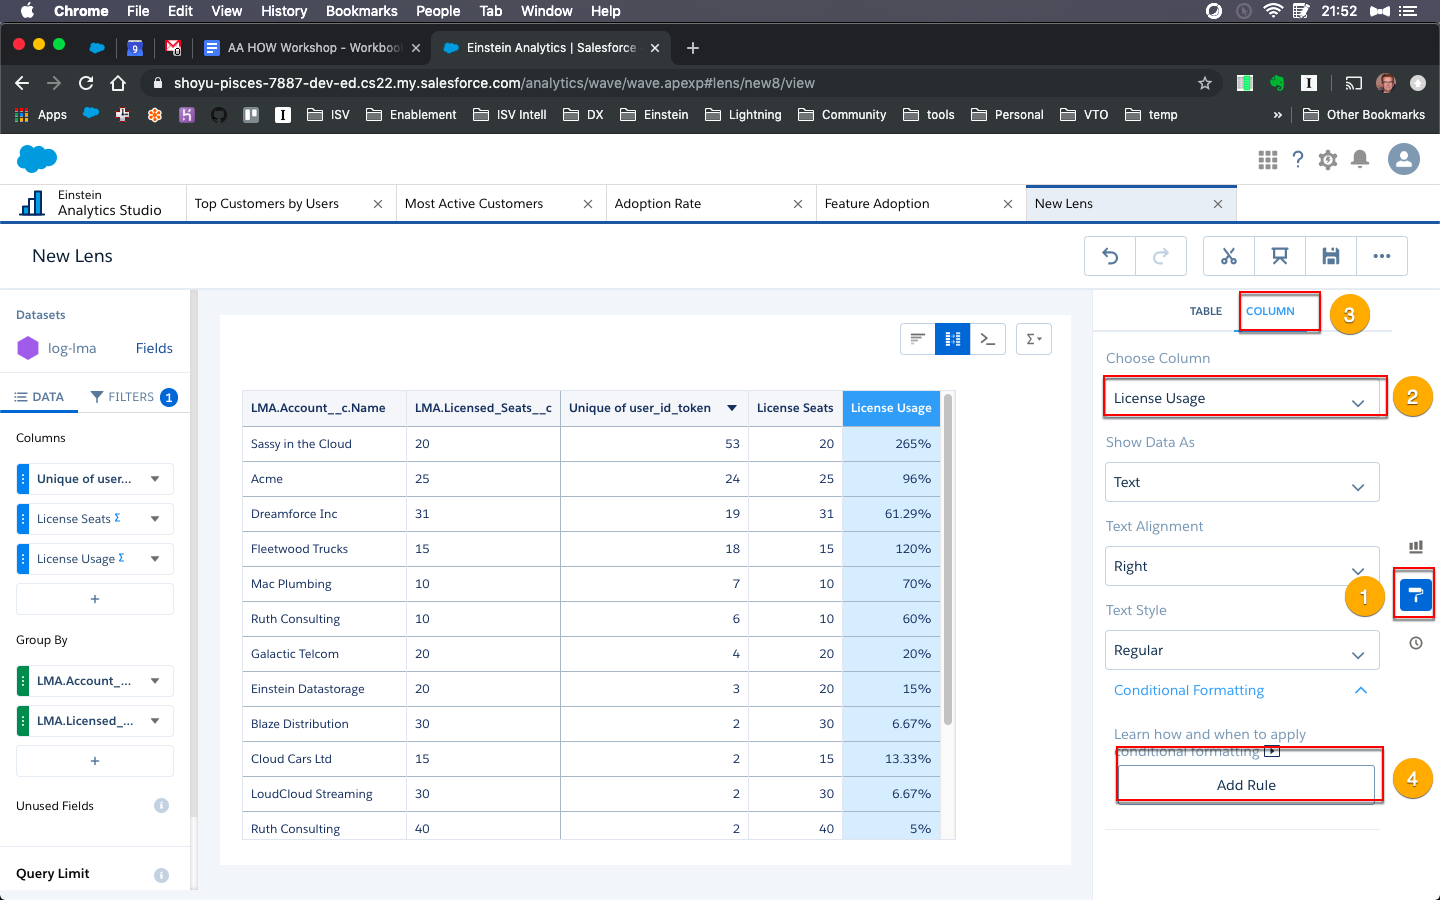 Chrome File Edit View History Bookmarks People Tab Window Help 21:52
9 0 AA HOW Workshop - Workboo Einstein Analytics | Salesforce
shoyu-pisces-7887-dev-ed.cs22.my.salesforce.com/analytics/wave/wave.apexp#lens/new8/view
Apps ISV Enablement ISV Intell DX Einstein Lightning Community tools Personal VTO temp » Other Bookmarks
Einstein
Analytics Studio
Top Customers by Users
Most Active Customers
Adoption Rate
Feature Adoption
New Lens
New Lens
Datasets
log-lma Fields
DATA FILTERS 1
Columns
Unique of user...
License Seats Σ
License Usage Σ
+
Group By
LMA.Account_...
LMA.Licensed_...
+
Unused Fields
Query Limit
LMA.Account__c.Name LMA.Licensed_Seats__c Unique of user_id_token License Seats License Usage
Sassy in the Cloud 20 53 20 265%
Acme 25 24 25 96%
Dreamforce Inc 31 19 31 61.29%
Fleetwood Trucks 15 18 15 120%
Mac Plumbing 10 7 10 70%
Ruth Consulting 10 6 10 60%
Galactic Telcom 20 4 20 20%
Einstein Datastorage 20 3 20 15%
Blaze Distribution 30 2 30 6.67%
Cloud Cars Ltd 15 2 15 13.33%
LoudCloud Streaming 30 2 30 6.67%
Ruth Consulting 40 2 40 5%
TABLE COLUMN 3
Choose Column
License Usage 2
Show Data As
Text
Text Alignment
Right
1
Text Style
Regular
Conditional Formatting
Learn how and when to apply
conditional formatting
Add Rule 4